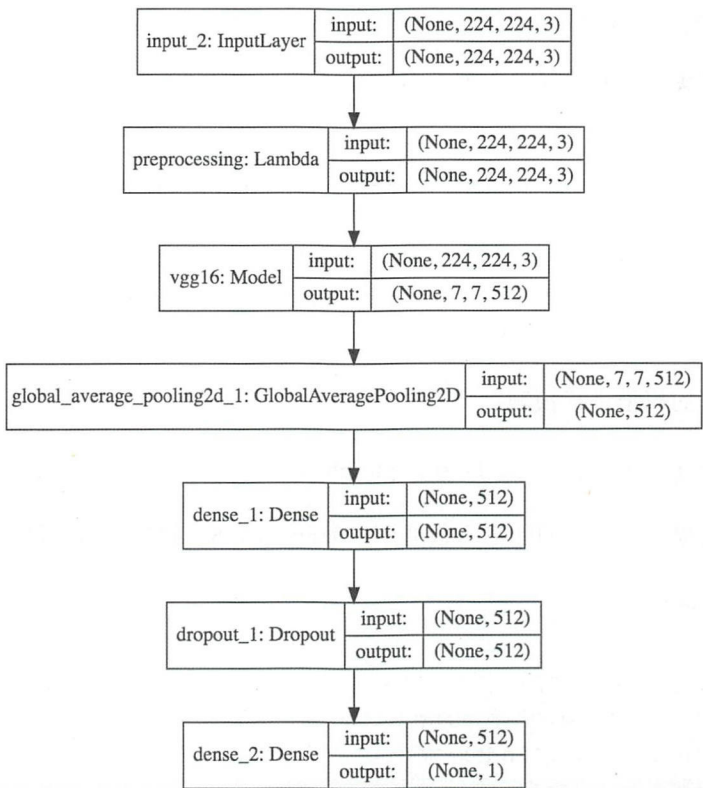 input_2: InputLayer
input: (None, 224, 224, 3)
output: (None, 224, 224, 3)
preprocessing: Lambda
input: (None, 224, 224, 3)
output: (None, 224, 224, 3)
vgg16: Model
input: (None, 224, 224, 3)
output: (None, 7, 7, 512)
global_average_pooling2d_1: GlobalAveragePooling2D
input: (None, 7, 7, 512)
output: (None, 512)
dense_1: Dense
input: (None, 512)
output: (None, 512)
dropout_1: Dropout
input: (None, 512)
output: (None, 512)
dense_2: Dense
input: (None, 512)
output: (None, 1)